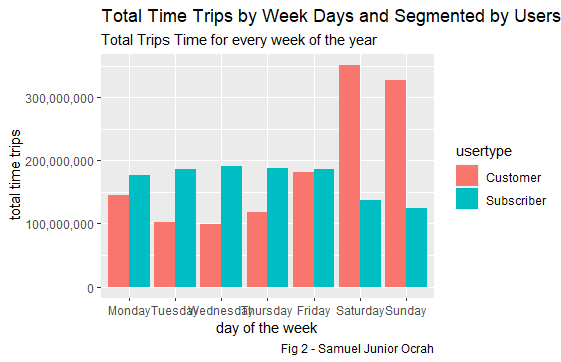 Total Time Trips by Week Days and Segmented by Users
Total Trips Time for every week of the year
total time trips
300,000,000
200,000,000
100,000,000
0
Monday Tuesday Wednesday Thursday Friday Saturday Sunday
day of the week
usertype
Customer
Subscriber
Fig 2 - Samuel Junior Ocrah